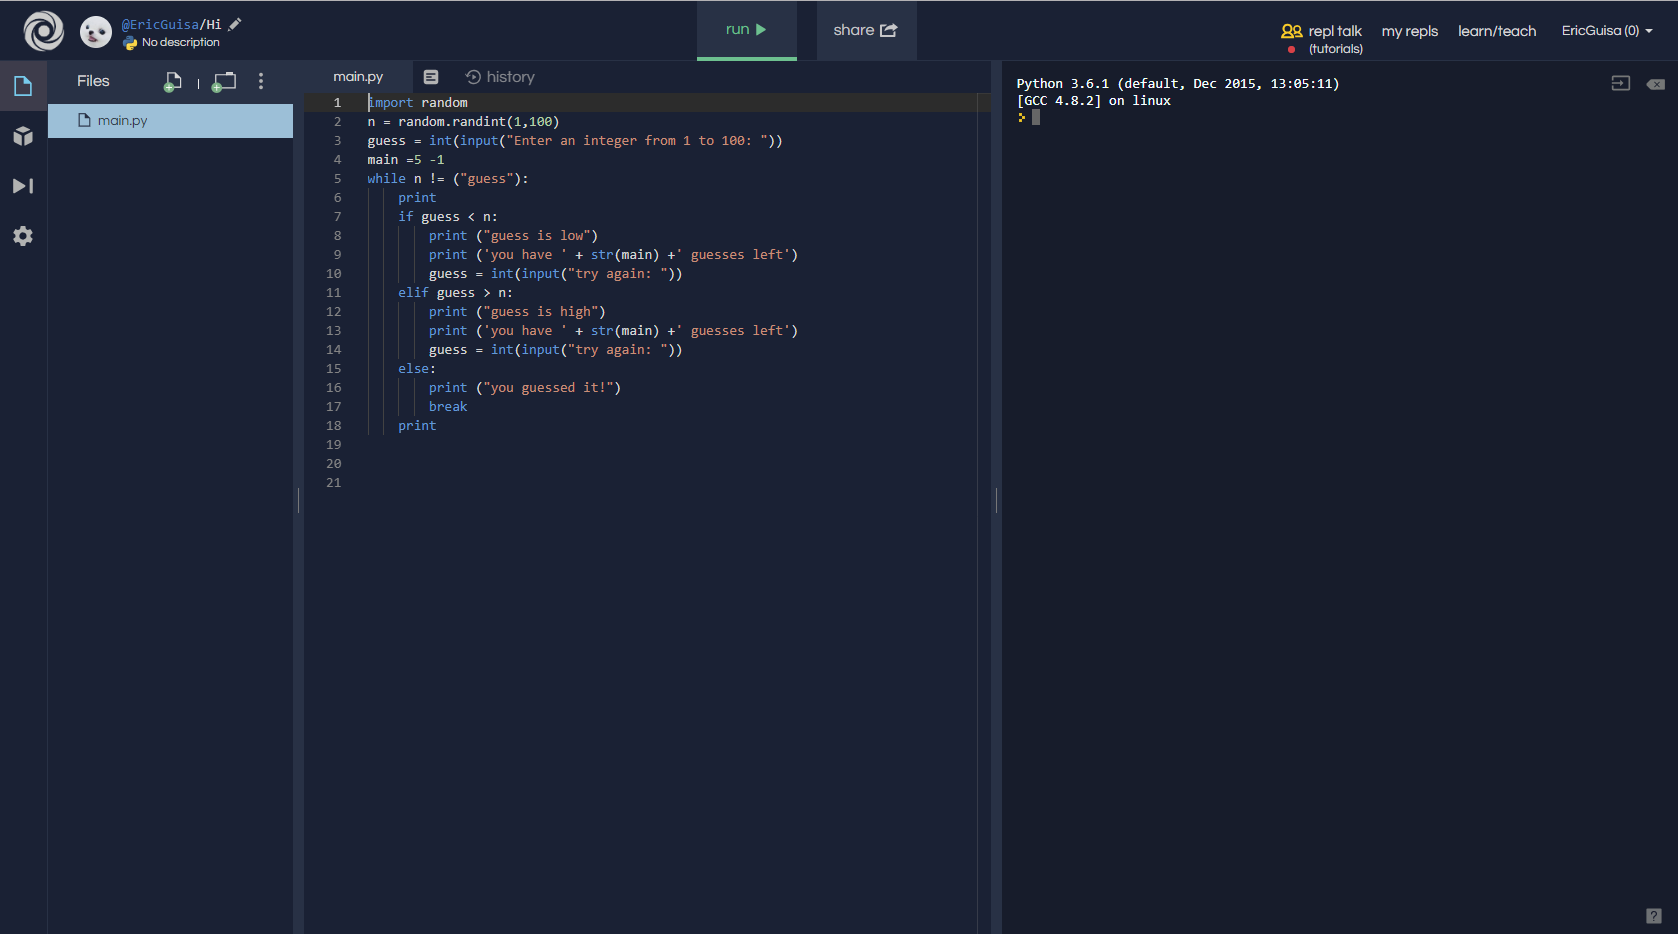 @EricGuisa/Hi
No description
run
share
repl talk
(tutorials)
my repls
learn/teach
EricGuisa (0)
Files
main.py
main.py
history
1 import random
2 n = random.randint(1,100)
3 guess = int(input("Enter an integer from 1 to 100: "))
4 main =5 -1
5 while n != ("guess"):
6     print
7     if guess < n:
8         print ("guess is low")
9         print ('you have ' + str(main) +' guesses left')
10         guess = int(input("try again: "))
11     elif guess > n:
12         print ("guess is high")
13         print ('you have ' + str(main) +' guesses left')
14         guess = int(input("try again: "))
15     else:
16         print ("you guessed it!")
17         break
18     print
19
20
21
Python 3.6.1 (default, Dec 2015, 13:05:11)
[GCC 4.8.2] on linux
?